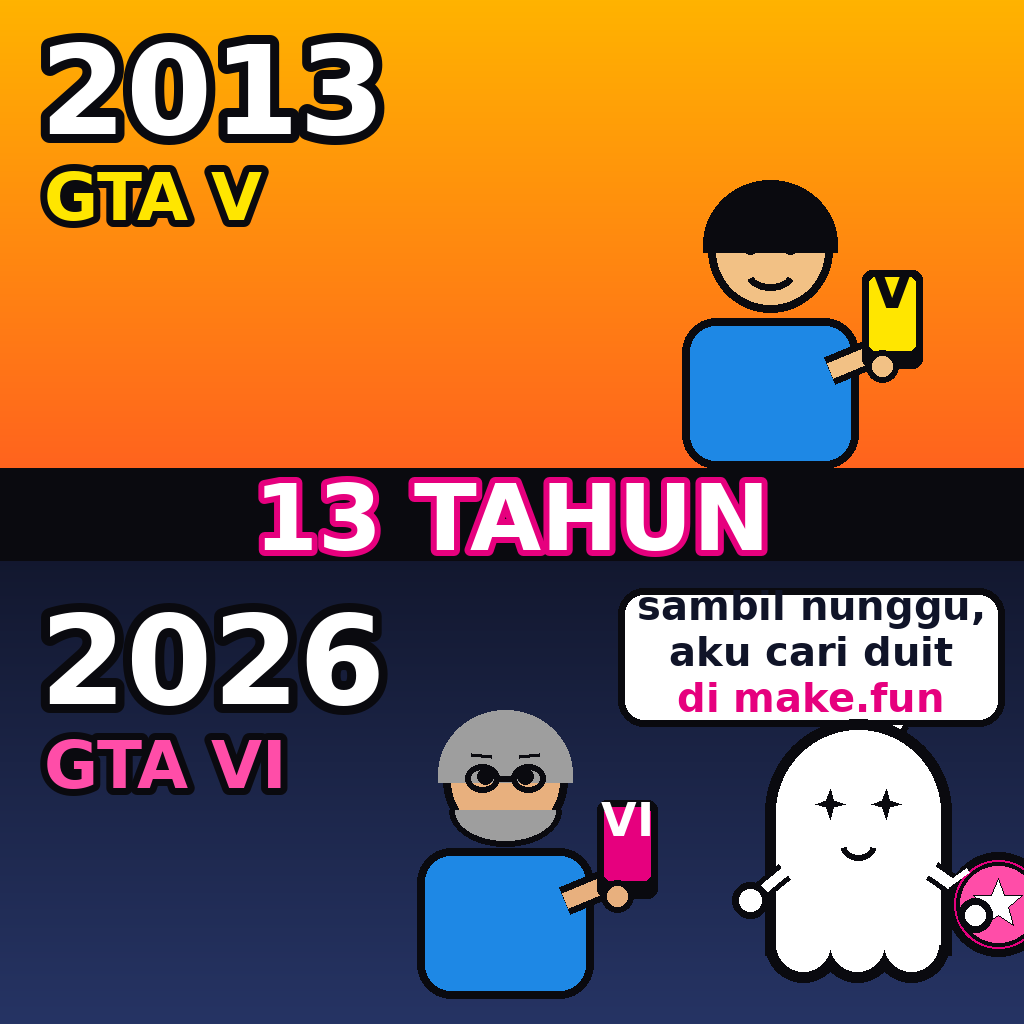 2013
GTA V
V
13 TAHUN
2026
GTA VI
sambil nunggu,
aku cari duit
di make.fun
VI